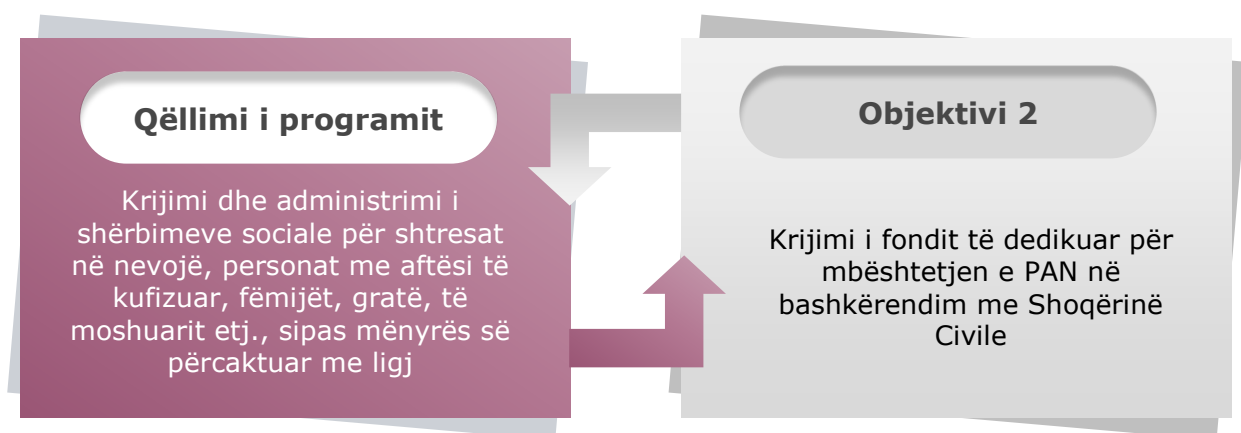 Qëllimi i programit
Krijimi dhe administrimi i
shërbimeve sociale për shtresat
në nevojë, personat me aftësi të
kufizuar, fëmijët, gratë, të
moshuarit etj., sipas mënyrës së
përcaktuar me ligj
Objektivi 2
Krijimi i fondit të dedikuar për
mbështetjen e PAN në
bashkërendim me Shoqërinë
Civile